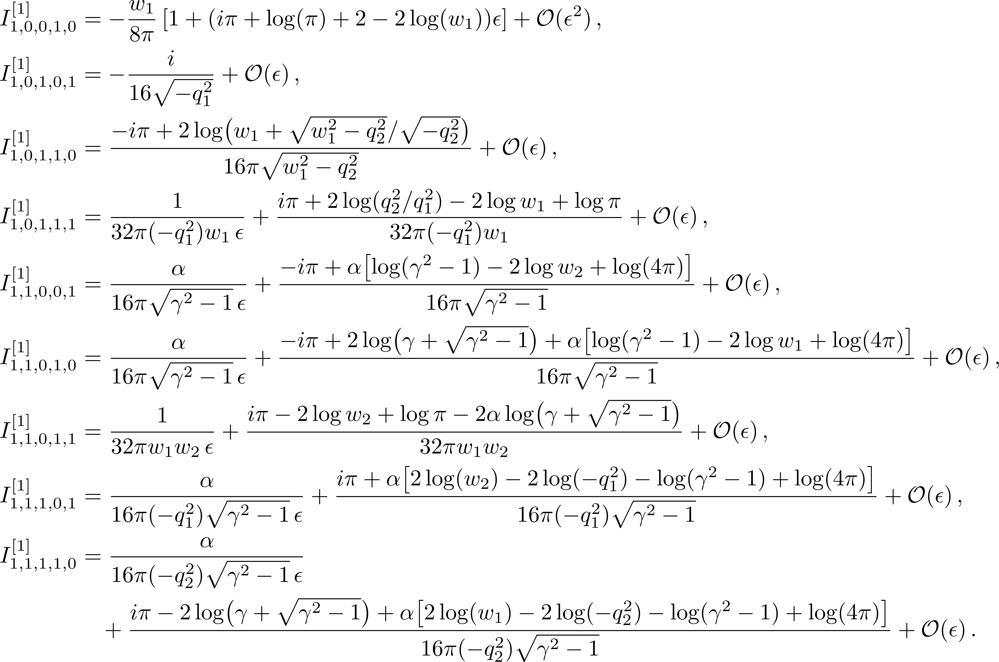 $I^{[1]}_{1,0,0,1,0} = -\frac{w_1}{8\pi}\left[1 + (i\pi + \log(\pi) + 2 - 2\log(w_1))\epsilon\right] + \mathcal{O}(\epsilon^2)\,,$
$I^{[1]}_{1,0,1,0,1} = -\frac{i}{16\sqrt{-q_1^2}} + \mathcal{O}(\epsilon)\,,$
$I^{[1]}_{1,0,1,1,0} = \frac{-i\pi + 2\log\big(w_1 + \sqrt{w_1^2 - q_2^2}/\sqrt{-q_2^2}\big)}{16\pi\sqrt{w_1^2 - q_2^2}} + \mathcal{O}(\epsilon)\,,$
$I^{[1]}_{1,0,1,1,1} = \frac{1}{32\pi(-q_1^2)w_1\,\epsilon} + \frac{i\pi + 2\log(q_2^2/q_1^2) - 2\log w_1 + \log\pi}{32\pi(-q_1^2)w_1} + \mathcal{O}(\epsilon)\,,$
$I^{[1]}_{1,1,0,0,1} = \frac{\alpha}{16\pi\sqrt{\gamma^2 - 1}\,\epsilon} + \frac{-i\pi + \alpha\big[\log(\gamma^2 - 1) - 2\log w_2 + \log(4\pi)\big]}{16\pi\sqrt{\gamma^2 - 1}} + \mathcal{O}(\epsilon)\,,$
$I^{[1]}_{1,1,0,1,0} = \frac{\alpha}{16\pi\sqrt{\gamma^2 - 1}\,\epsilon} + \frac{-i\pi + 2\log\big(\gamma + \sqrt{\gamma^2 - 1}\big) + \alpha\big[\log(\gamma^2 - 1) - 2\log w_1 + \log(4\pi)\big]}{16\pi\sqrt{\gamma^2 - 1}} + \mathcal{O}(\epsilon)\,,$
$I^{[1]}_{1,1,0,1,1} = \frac{1}{32\pi w_1 w_2\,\epsilon} + \frac{i\pi - 2\log w_2 + \log\pi - 2\alpha\log\big(\gamma + \sqrt{\gamma^2 - 1}\big)}{32\pi w_1 w_2} + \mathcal{O}(\epsilon)\,,$
$I^{[1]}_{1,1,1,0,1} = \frac{\alpha}{16\pi(-q_1^2)\sqrt{\gamma^2 - 1}\,\epsilon} + \frac{i\pi + \alpha\big[2\log(w_2) - 2\log(-q_1^2) - \log(\gamma^2 - 1) + \log(4\pi)\big]}{16\pi(-q_1^2)\sqrt{\gamma^2 - 1}} + \mathcal{O}(\epsilon)\,,$
$I^{[1]}_{1,1,1,1,0} = \frac{\alpha}{16\pi(-q_2^2)\sqrt{\gamma^2 - 1}\,\epsilon}$
$+ \frac{i\pi - 2\log\big(\gamma + \sqrt{\gamma^2 - 1}\big) + \alpha\big[2\log(w_1) - 2\log(-q_2^2) - \log(\gamma^2 - 1) + \log(4\pi)\big]}{16\pi(-q_2^2)\sqrt{\gamma^2 - 1}} + \mathcal{O}(\epsilon)\,.$